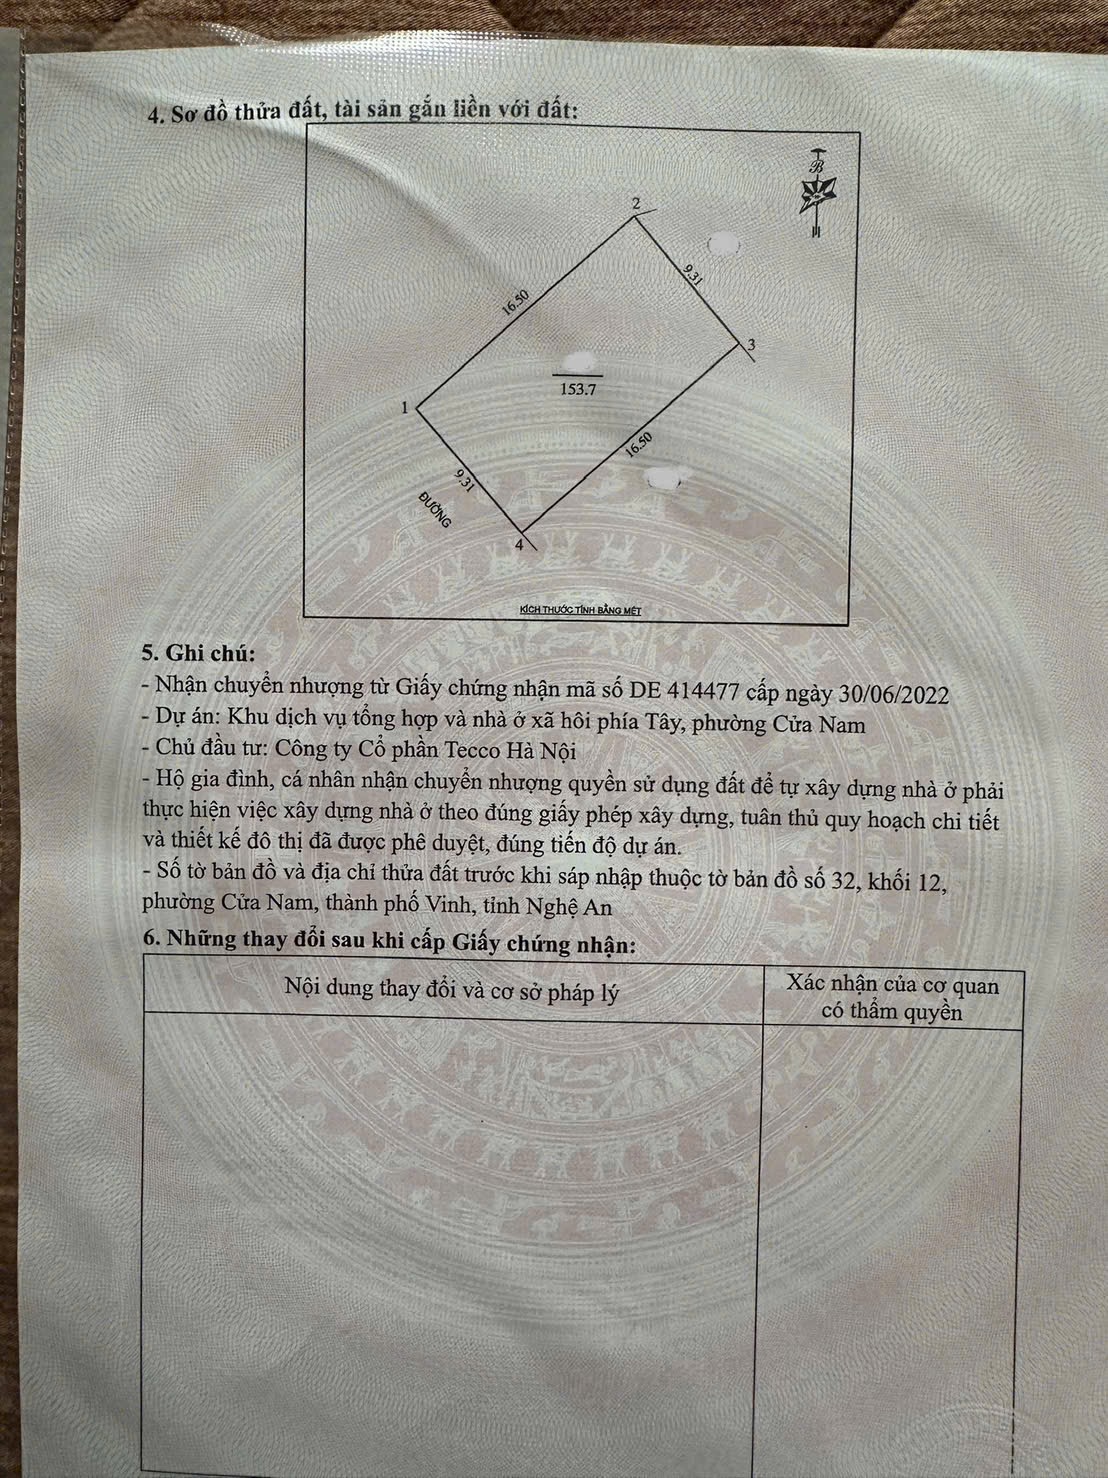 4. Sơ đồ thửa đất, tài sản gắn liền với đất:
B
2
9.31
16.50
3
153.7
1
16.50
9.31
ĐƯỜNG
4
KÍCH THƯỚC TÍNH BẰNG MÉT
5. Ghi chú:
- Nhận chuyển nhượng từ Giấy chứng nhận mã số DE 414477 cấp ngày 30/06/2022
- Dự án: Khu dịch vụ tổng hợp và nhà ở xã hôi phía Tây, phường Cửa Nam
- Chủ đầu tư: Công ty Cổ phần Tecco Hà Nội
- Hộ gia đình, cá nhân nhận chuyển nhượng quyền sử dụng đất để tự xây dựng nhà ở phải
thực hiện việc xây dựng nhà ở theo đúng giấy phép xây dựng, tuân thủ quy hoạch chi tiết
và thiết kế đô thị đã được phê duyệt, đúng tiến độ dự án.
- Số tờ bản đồ và địa chỉ thửa đất trước khi sáp nhập thuộc tờ bản đồ số 32, khối 12,
phường Cửa Nam, thành phố Vinh, tỉnh Nghệ An
6. Những thay đổi sau khi cấp Giấy chứng nhận:
Nội dung thay đổi và cơ sở pháp lý
Xác nhận của cơ quan
có thẩm quyền